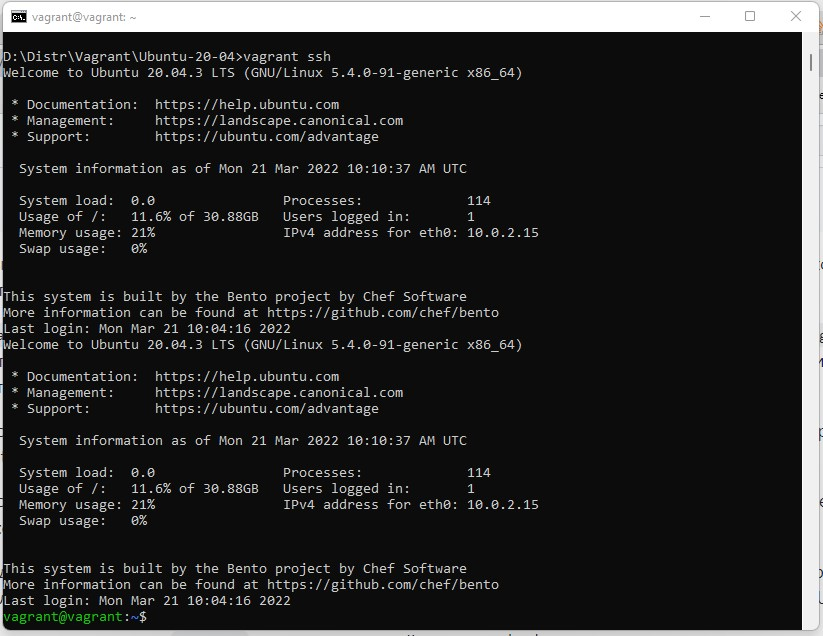 vagrant@vagrant: ~
D:\Distr\Vagrant\Ubuntu-20-04>vagrant ssh
Welcome to Ubuntu 20.04.3 LTS (GNU/Linux 5.4.0-91-generic x86_64)
* Documentation:  https://help.ubuntu.com
* Management:     https://landscape.canonical.com
* Support:        https://ubuntu.com/advantage
System information as of Mon 21 Mar 2022 10:10:37 AM UTC
System load:  0.0                Processes:             114
Usage of /:   11.6% of 30.88GB   Users logged in:       1
Memory usage: 21%                IPv4 address for eth0: 10.0.2.15
Swap usage:   0%
This system is built by the Bento project by Chef Software
More information can be found at https://github.com/chef/bento
Last login: Mon Mar 21 10:04:16 2022
Welcome to Ubuntu 20.04.3 LTS (GNU/Linux 5.4.0-91-generic x86_64)
* Documentation:  https://help.ubuntu.com
* Management:     https://landscape.canonical.com
* Support:        https://ubuntu.com/advantage
System information as of Mon 21 Mar 2022 10:10:37 AM UTC
System load:  0.0                Processes:             114
Usage of /:   11.6% of 30.88GB   Users logged in:       1
Memory usage: 21%                IPv4 address for eth0: 10.0.2.15
Swap usage:   0%
This system is built by the Bento project by Chef Software
More information can be found at https://github.com/chef/bento
Last login: Mon Mar 21 10:04:16 2022
vagrant@vagrant:~$